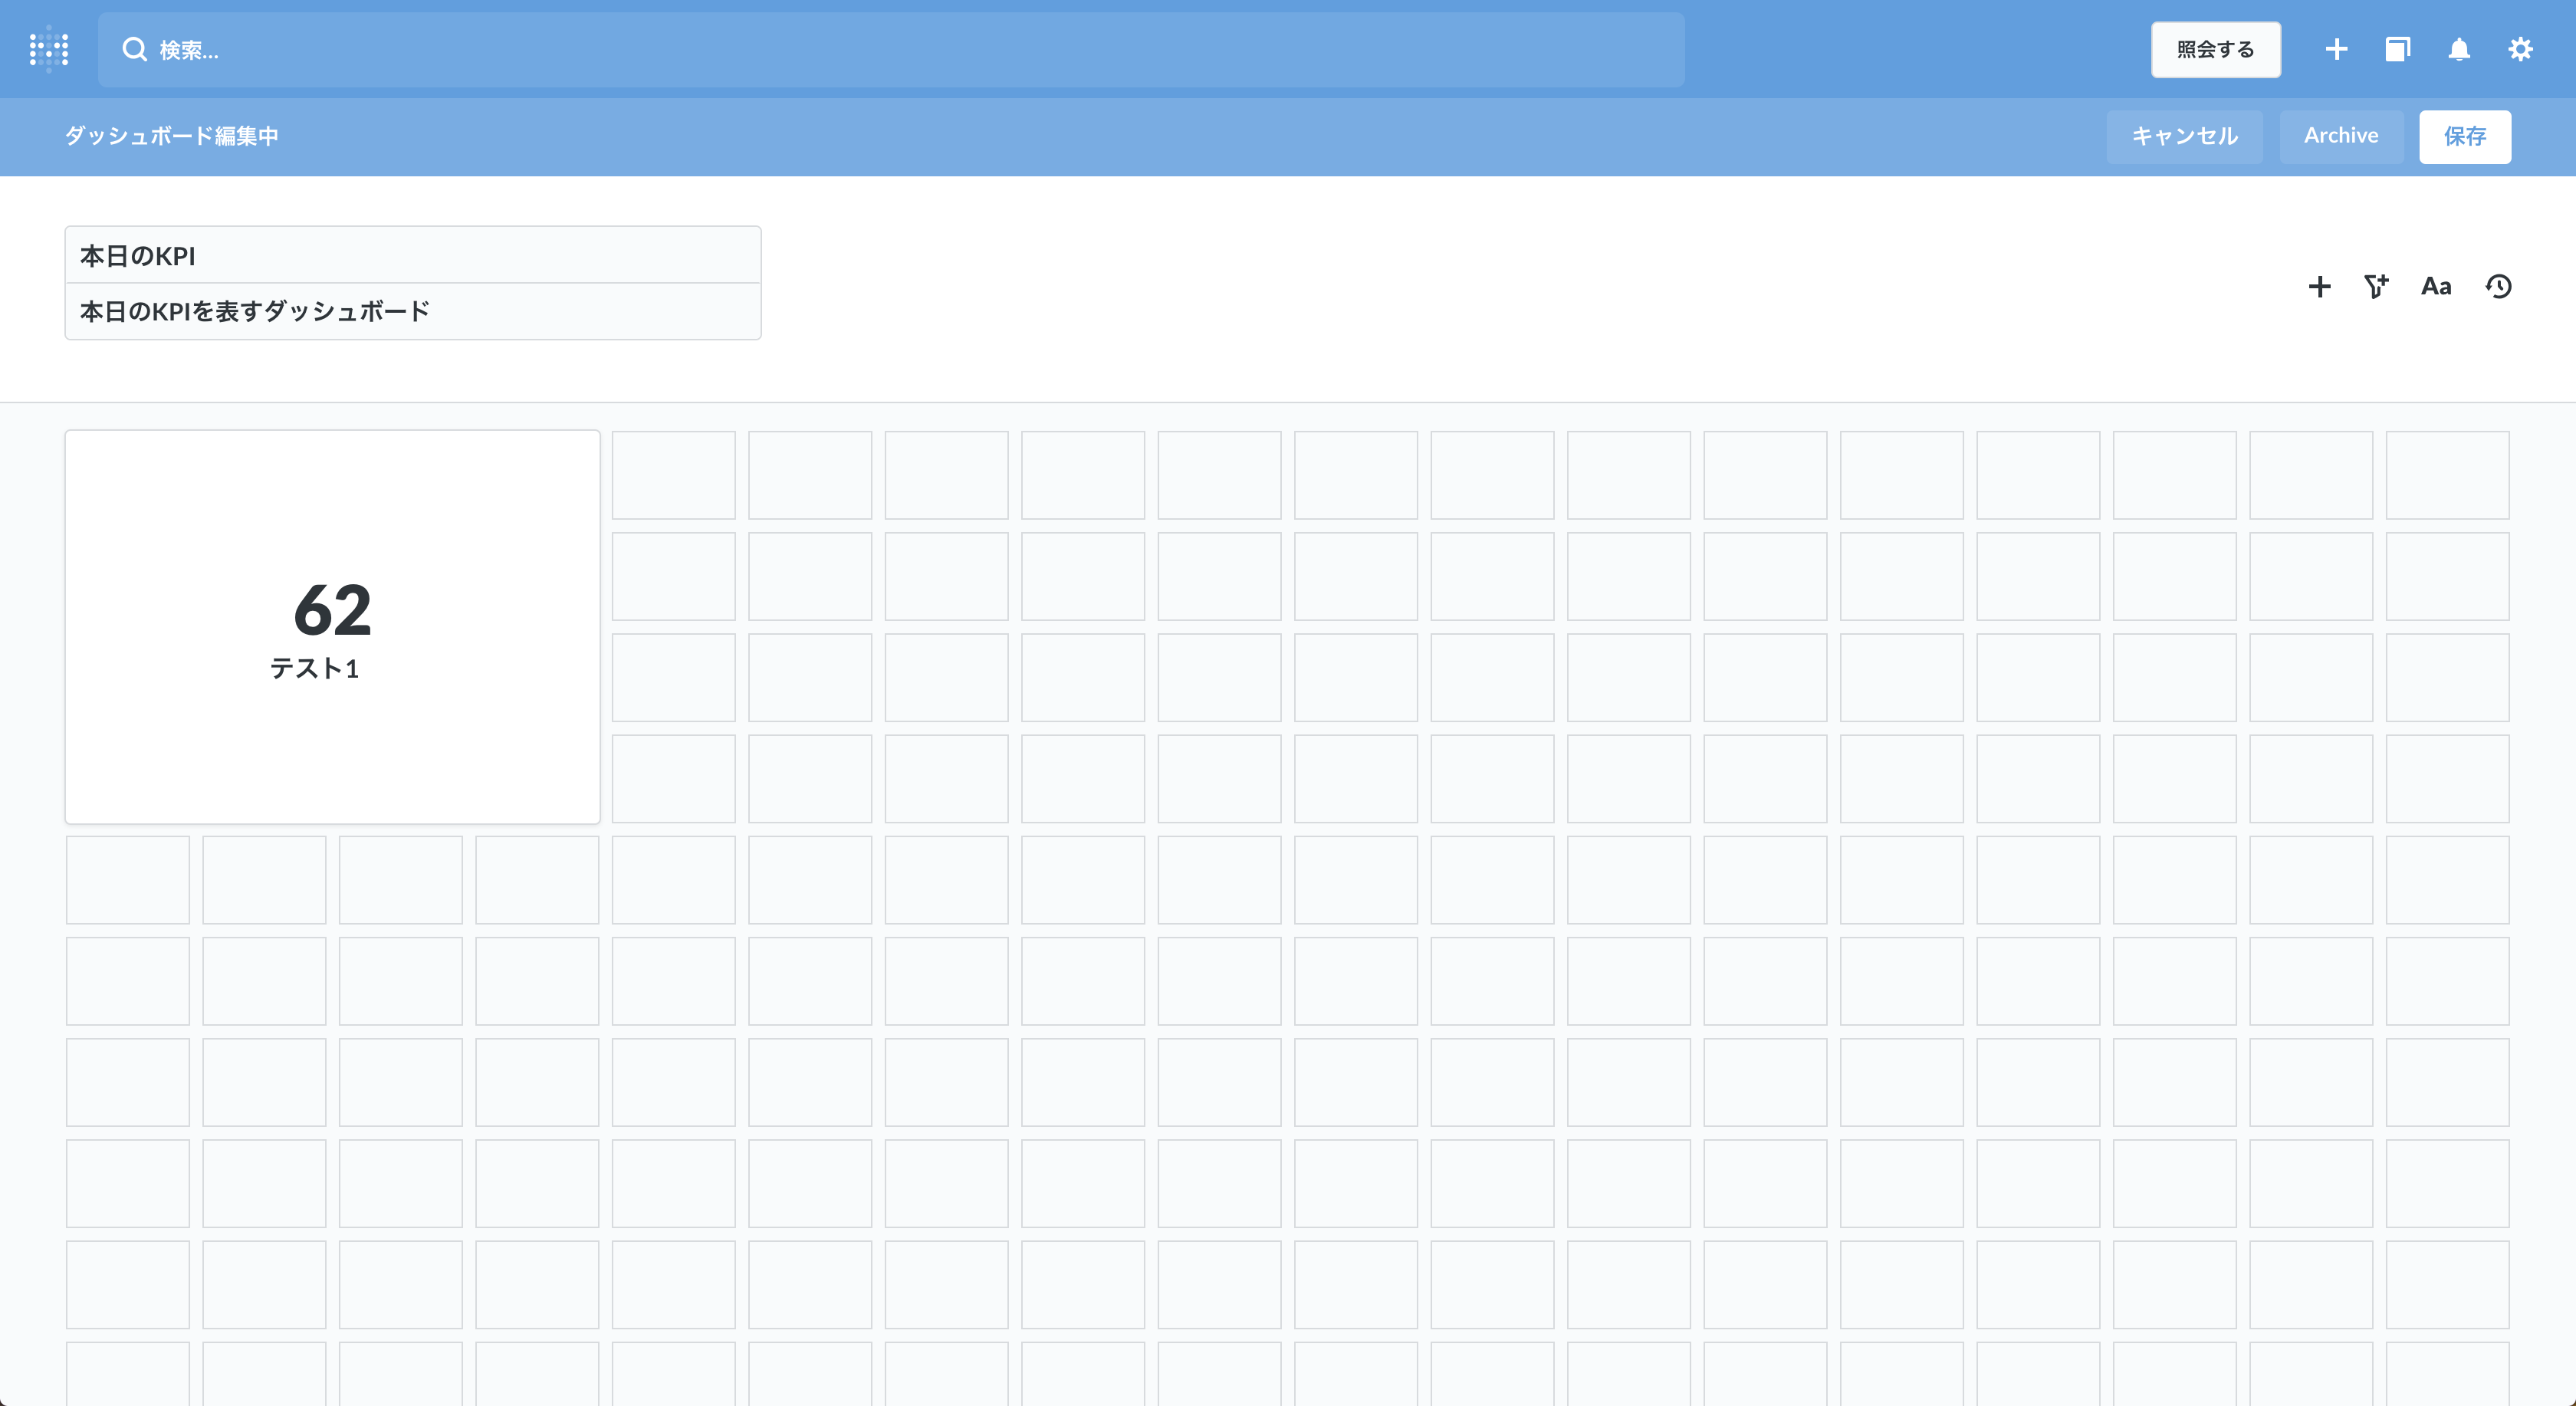 検索...
照会する
ダッシュボード編集中
キャンセル
Archive
保存
本日のKPI
本日のKPIを表すダッシュボード
Aa
62
テスト1